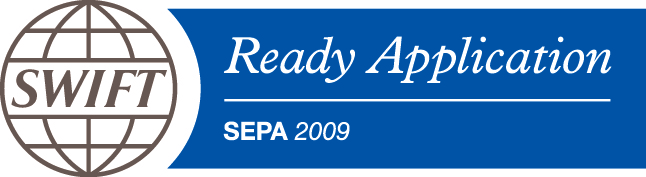 SWIFT
Ready Application
SEPA 2009